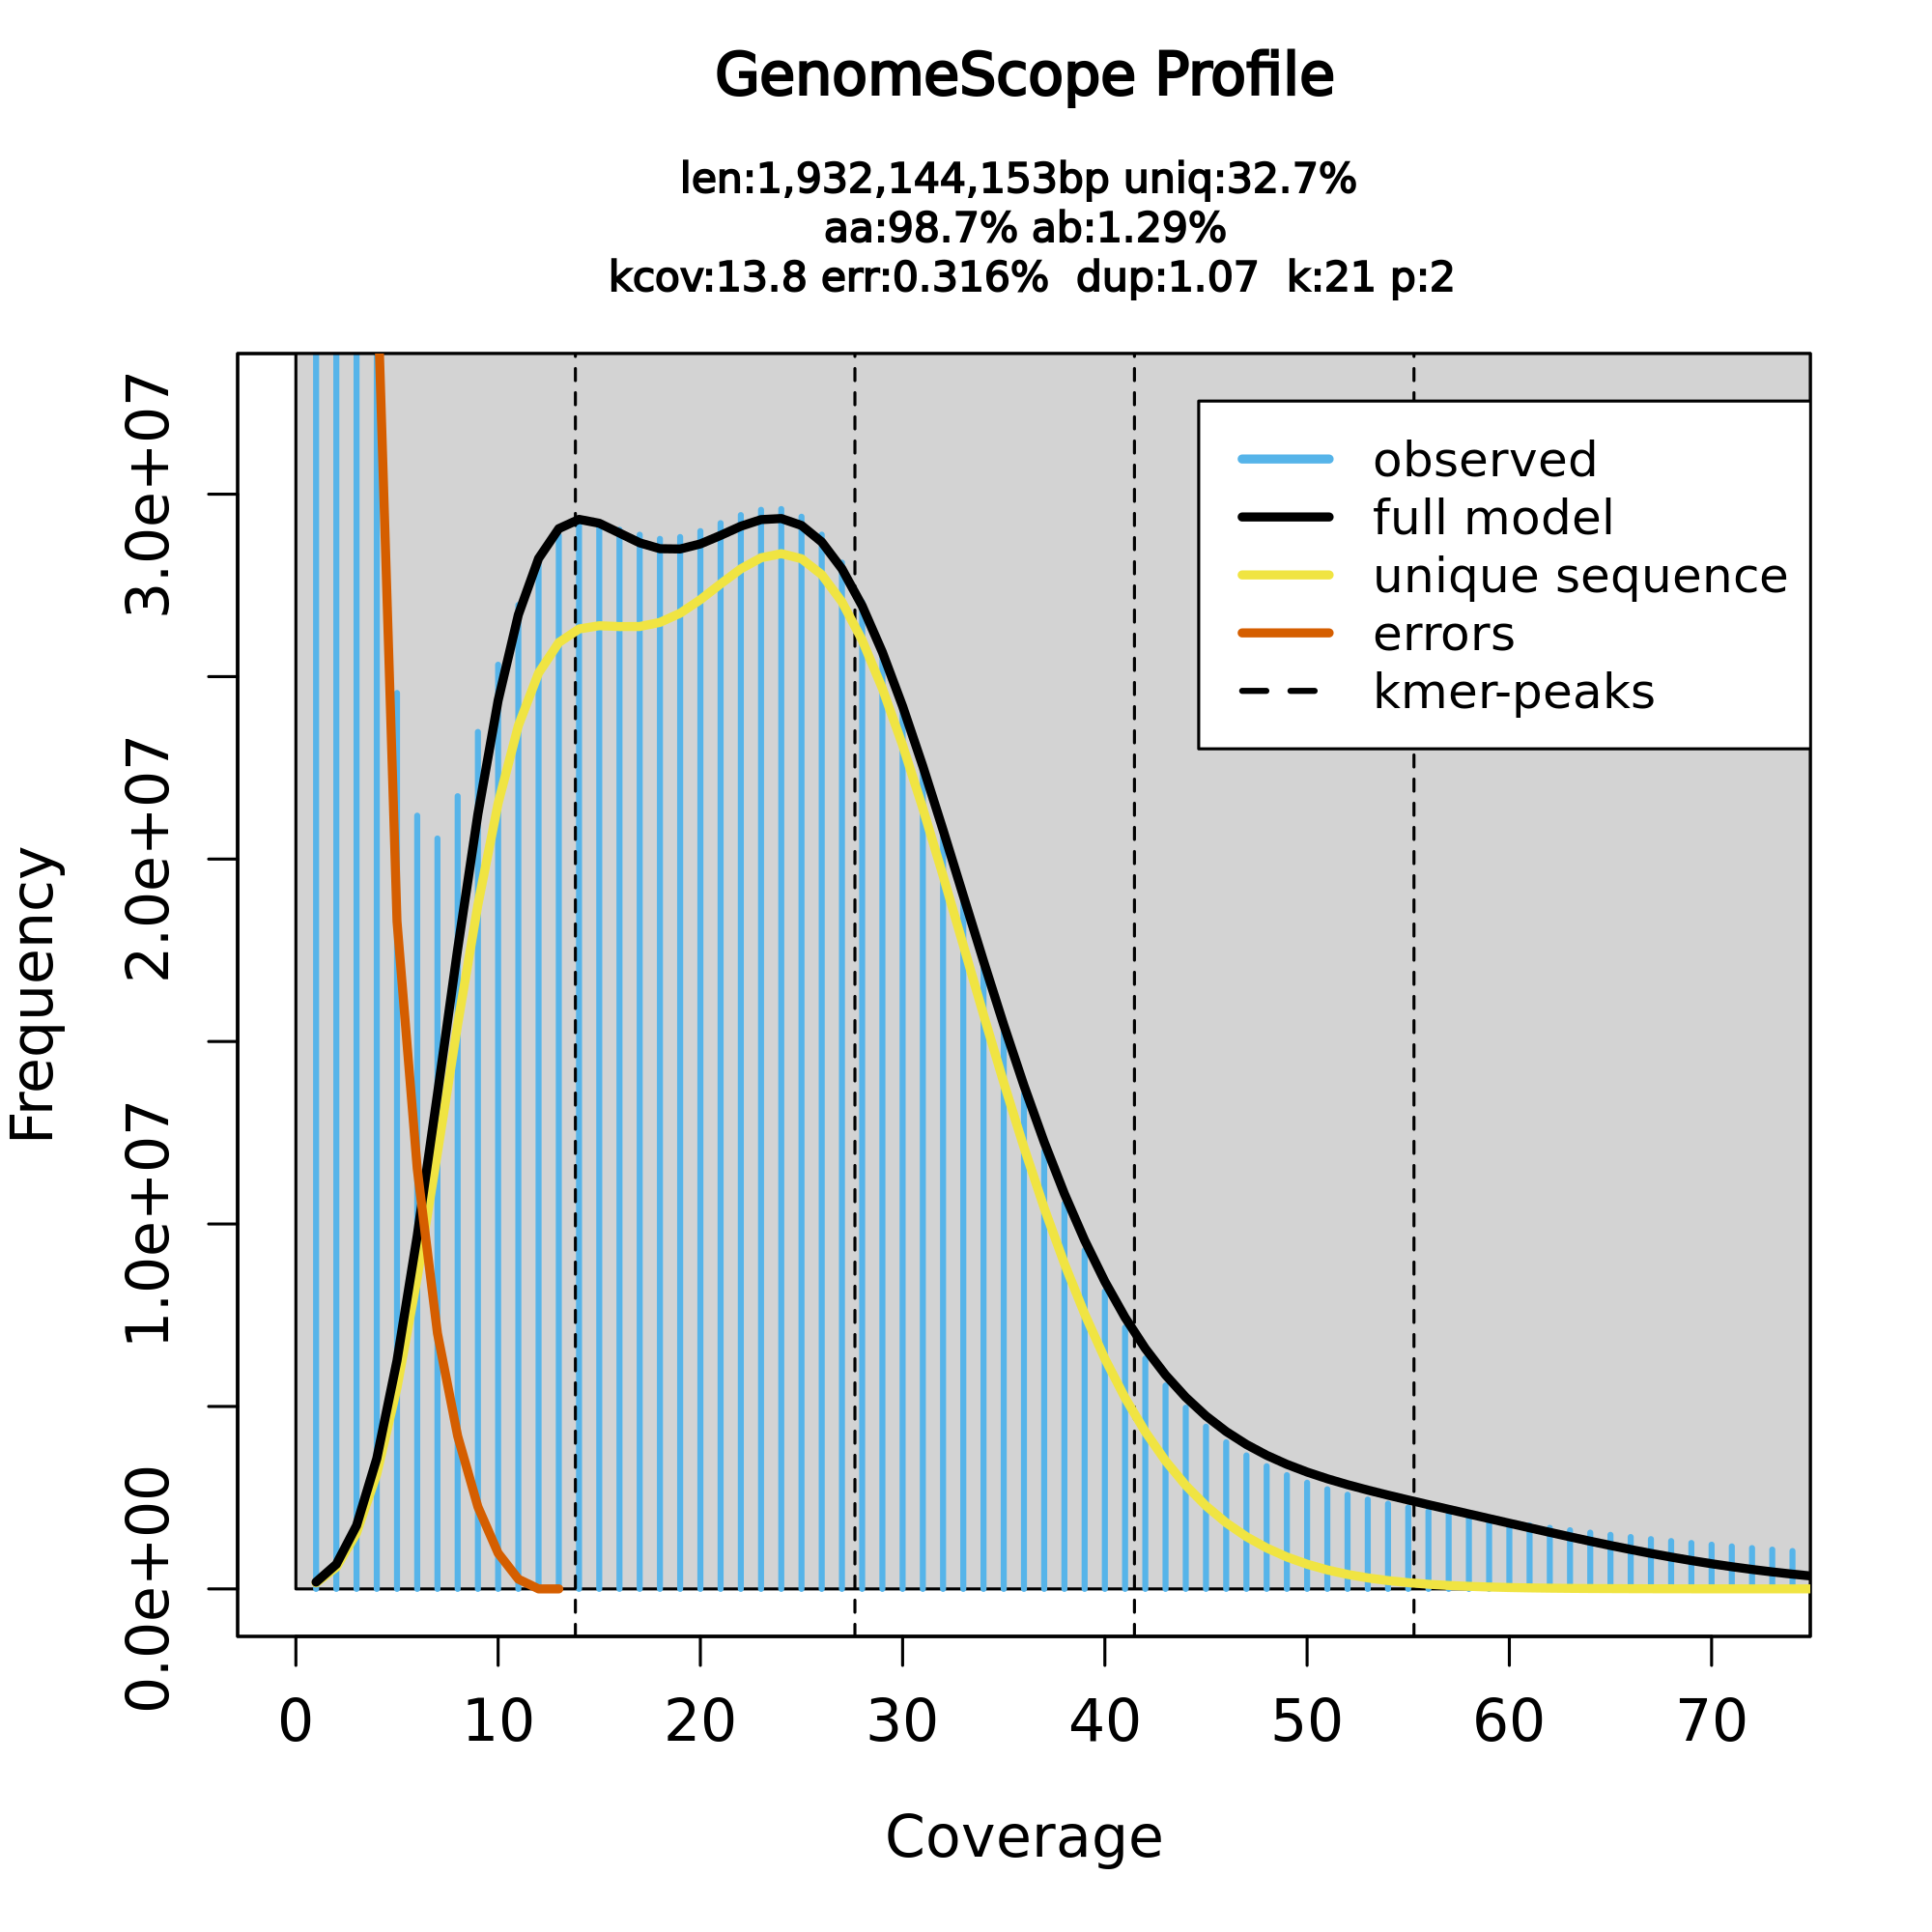 GenomeScope Profile
len:1,932,144,153bp uniq:32.7%
aa:98.7% ab:1.29%
kcov:13.8 err:0.316% dup:1.07 k:21 p:2
observed
full model
unique sequence
errors
kmer-peaks
Frequency
3.0e+07
2.0e+07
1.0e+07
0.0e+00
0 10 20 30 40 50 60 70
Coverage